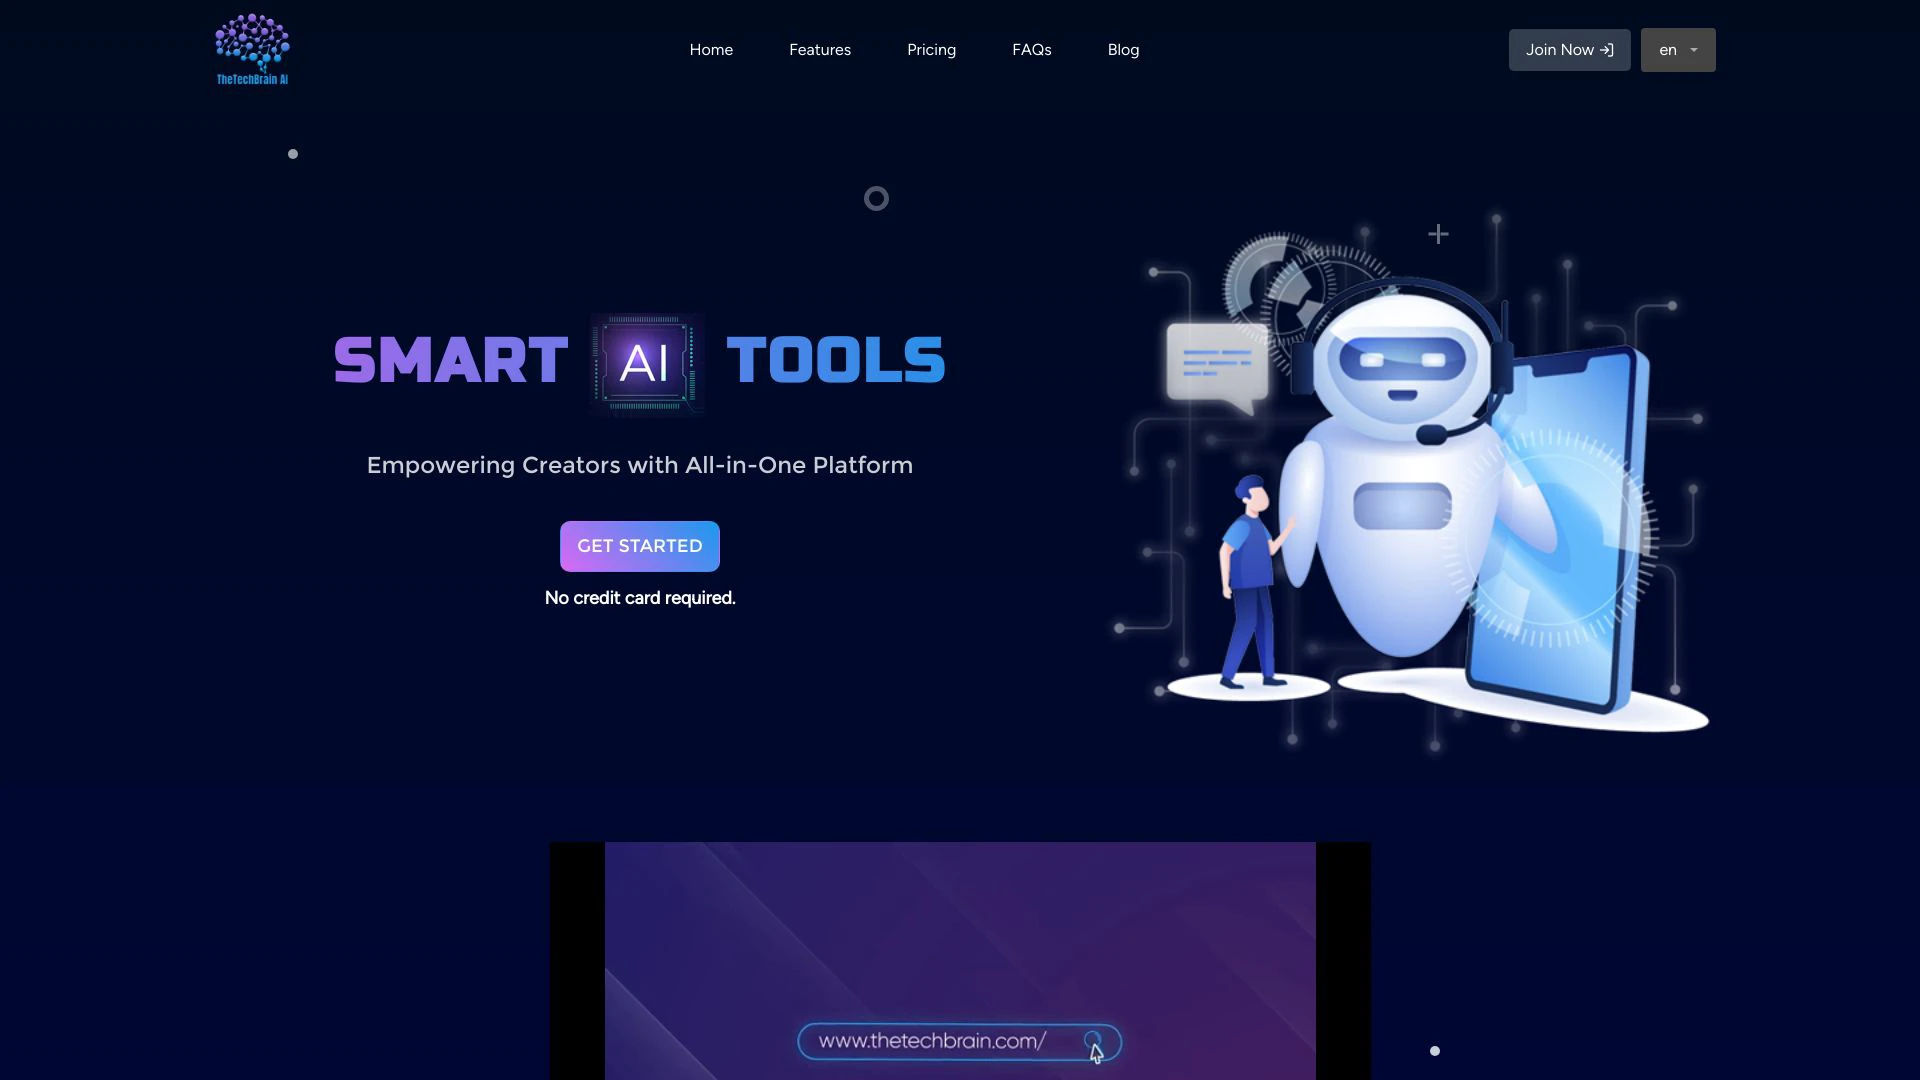 TheTechBrain AI
Home
Features
Pricing
FAQs
Blog
Join Now
en
SMART AI TOOLS
Empowering Creators with All-in-One Platform
GET STARTED
No credit card required.
www.thetechbrain.com/